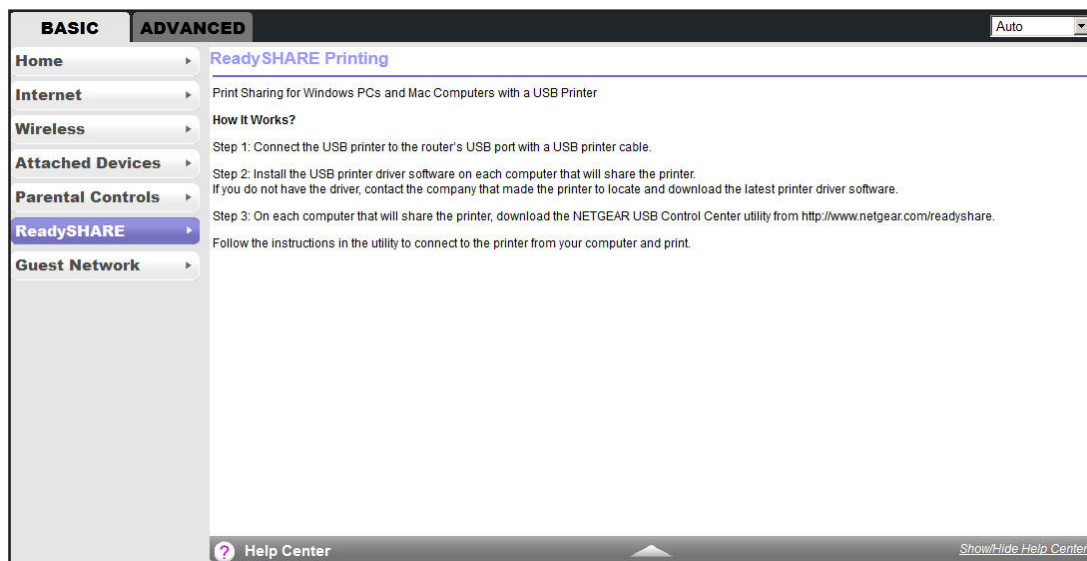 BASIC
ADVANCED
Auto
Home
Internet
Wireless
Attached Devices
Parental Controls
ReadySHARE
Guest Network
ReadySHARE Printing
Print Sharing for Windows PCs and Mac Computers with a USB Printer
How It Works?
Step 1: Connect the USB printer to the router's USB port with a USB printer cable.
Step 2: Install the USB printer driver software on each computer that will share the printer.
If you do not have the driver, contact the company that made the printer to locate and download the latest printer driver software.
Step 3: On each computer that will share the printer, download the NETGEAR USB Control Center utility from http://www.netgear.com/readyshare.
Follow the instructions in the utility to connect to the printer from your computer and print.
? Help Center
Show/Hide Help Center